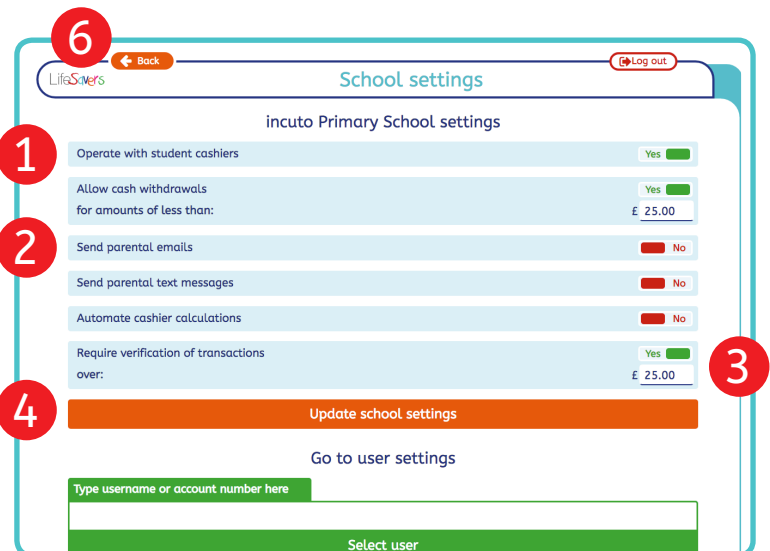 6
Back
Log out
LifeSavers
School settings
incuto Primary School settings
1
Operate with student cashiers
Yes
Allow cash withdrawals
Yes
for amounts of less than:
£ 25.00
2
Send parental emails
No
Send parental text messages
No
Automate cashier calculations
No
Require verification of transactions
Yes
over:
£ 25.00
3
4
Update school settings
Go to user settings
Type username or account number here
Select user